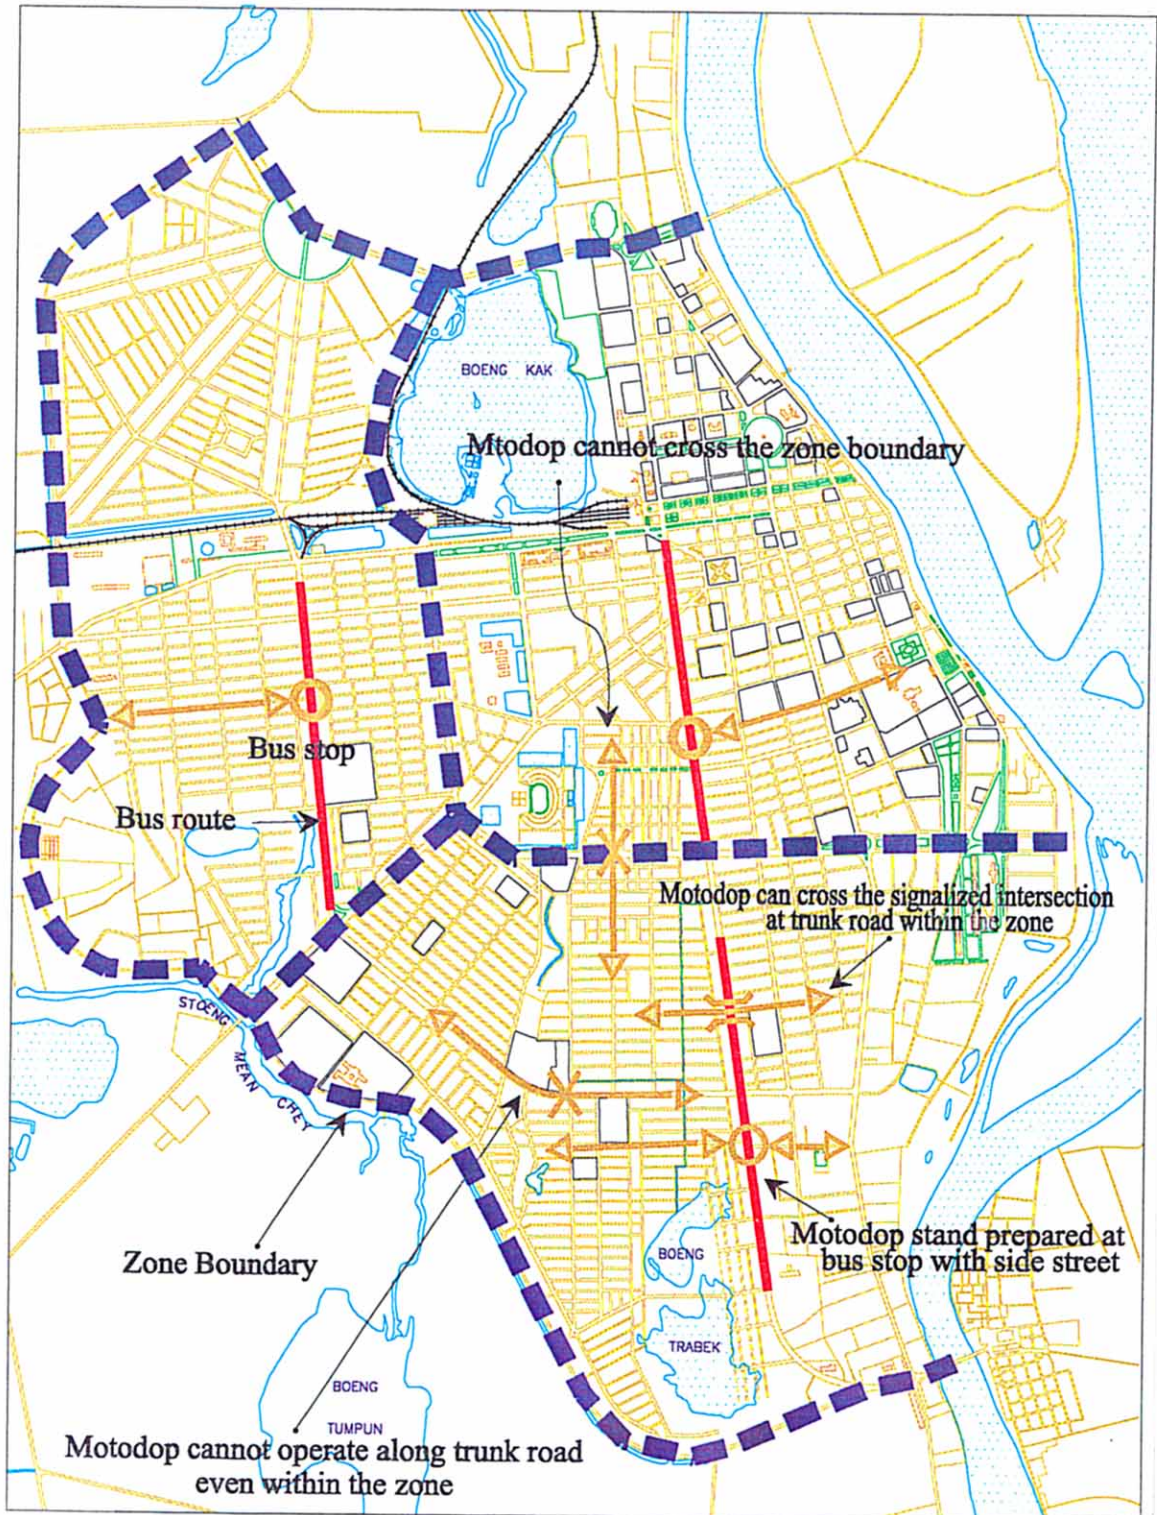 BOENG KAK
Mtodop cannot cross the zone boundary
Bus stop
Bus route
Motodop can cross the signalized intersection
at trunk road within the zone
STOENG
MEAN
CHEY
Zone Boundary
BOENG
TRABEK
Motodop stand prepared at
bus stop with side street
BOENG
TUMPUN
Motodop cannot operate along trunk road
even within the zone